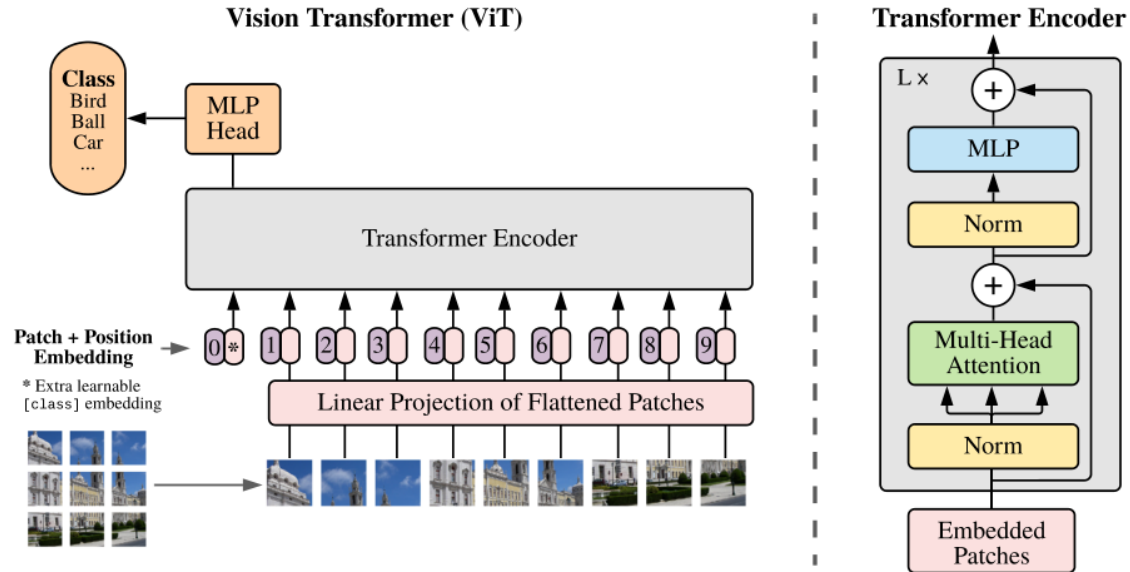 Vision Transformer (ViT)
Class
Bird
Ball
Car
...
MLP
Head
Transformer Encoder
Patch + Position
Embedding
0 * 1 2 3 4 5 6 7 8 9
* Extra learnable
[class] embedding
Linear Projection of Flattened Patches
Transformer Encoder
L ×
+
MLP
Norm
+
Multi-Head
Attention
Norm
Embedded
Patches